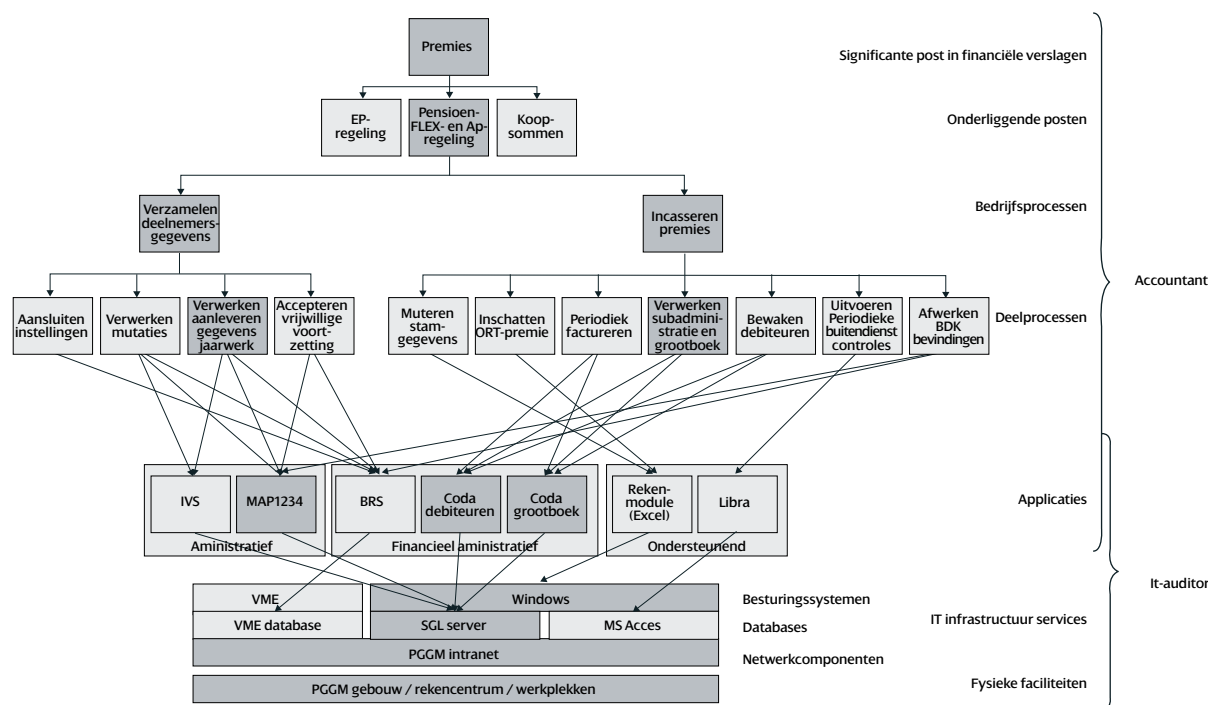 Premies
Significante post in financiële verslagen
EP-
regeling
Pensioen-
FLEX- en Ap-
regeling
Koop-
sommen
Onderliggende posten
Verzamelen
deelnemers-
gegevens
Incasseren
premies
Bedrijfsprocessen
Accountant
Aansluiten
instellingen
Verwerken
mutaties
Verwerken
aanleveren
gegevens
jaarwerk
Accepteren
vrijwillige
voort-
zetting
Muteren
stam-
gegevens
Inschatten
ORT-premie
Periodiek
factureren
Verwerken
subadmini-
stratie en
grootboek
Bewaken
debiteuren
Uitvoeren
Periodieke
buitendienst
controles
Afwerken
BDK
bevindingen
Deelprocessen
IVS
MAP1234
BRS
Coda
debiteuren
Coda
grootboek
Reken-
module
(Excel)
Libra
Applicaties
Aministratief
Financieel aministratief
Ondersteunend
It-auditor
VME
Windows
Besturingssystemen
VME database
SGL server
MS Acces
Databases
IT infrastructuur services
PGGM intranet
Netwerkcomponenten
PGGM gebouw / rekencentrum / werkplekken
Fysieke faciliteiten